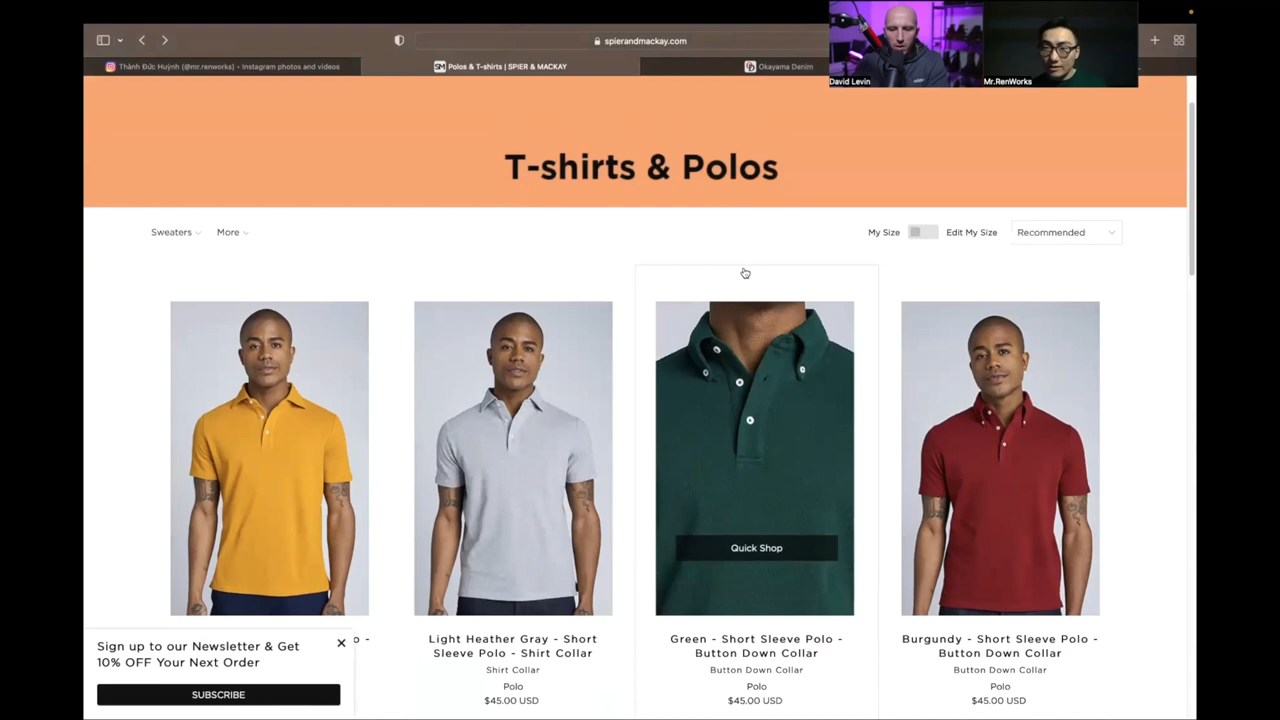 spierandmackay.com
Thành Đức Huỳnh (@mr.renworks) • Instagram photos and videos
SM
Polos & T-shirts | SPIER & MACKAY
Okayama Denim
David Levin
Mr.RenWorks
T-shirts & Polos
Sweaters
More
My Size
Edit My Size
Recommended
Quick Shop
Light Heather Gray - Short
Sleeve Polo - Shirt Collar
Shirt Collar
Polo
$45.00 USD
Green - Short Sleeve Polo -
Button Down Collar
Button Down Collar
Polo
$45.00 USD
Burgundy - Short Sleeve Polo -
Button Down Collar
Button Down Collar
Polo
$45.00 USD
Sign up to our Newsletter & Get
10% OFF Your Next Order
SUBSCRIBE